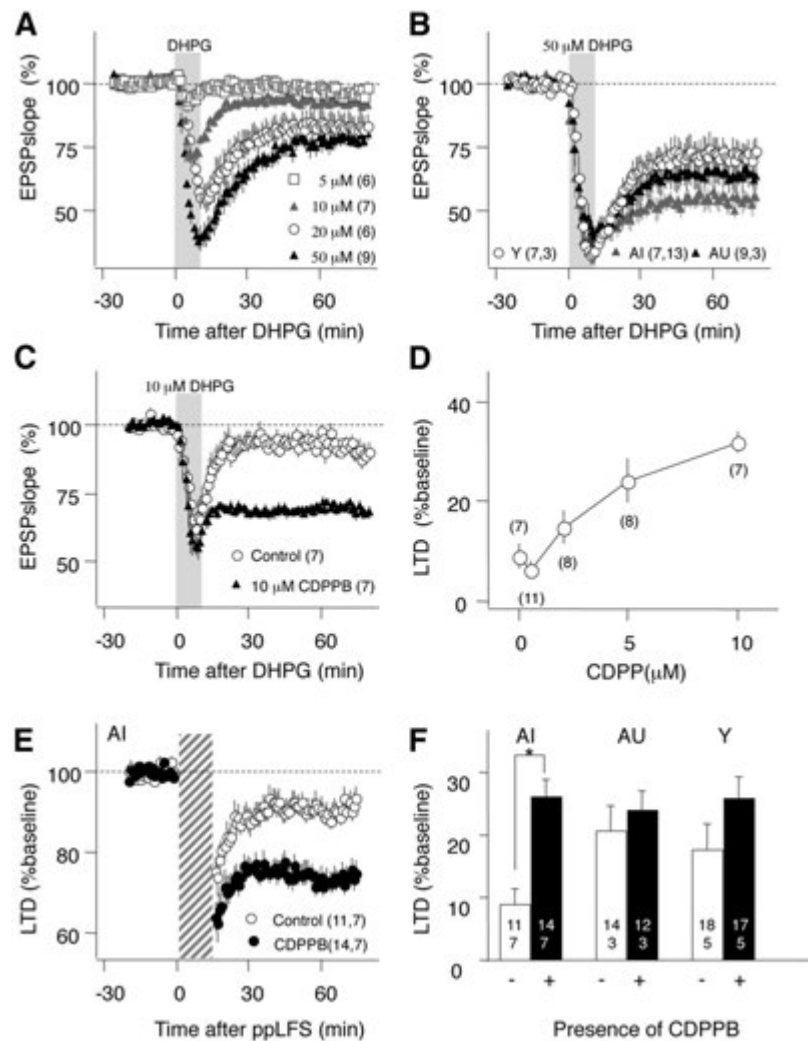 A
DHPG
EPSPslope (%)
100
75
50
5 μM (6)
10 μM (7)
20 μM (6)
50 μM (9)
-30 0 30 60
Time after DHPG (min)
B
50 μM DHPG
EPSPslope (%)
100
75
50
Y (7,3) AI (7,13) AU (9,3)
-30 0 30 60
Time after DHPG (min)
C
10 μM DHPG
EPSPslope (%)
100
75
50
Control (7)
10 μM CDPPB (7)
-30 0 30 60
Time after DHPG (min)
D
LTD (%baseline)
40
20
0
(7)
(11)
(8)
(8)
(7)
0 5 10
CDPP(μM)
E
AI
LTD (%baseline)
100
80
60
Control (11,7)
CDPPB(14,7)
-30 0 30 60
Time after ppLFS (min)
F
AI AU Y
*
LTD (%baseline)
30
20
10
0
11 14 14 12 18 17
7 7 3 3 5 5
- + - + - +
Presence of CDPPB